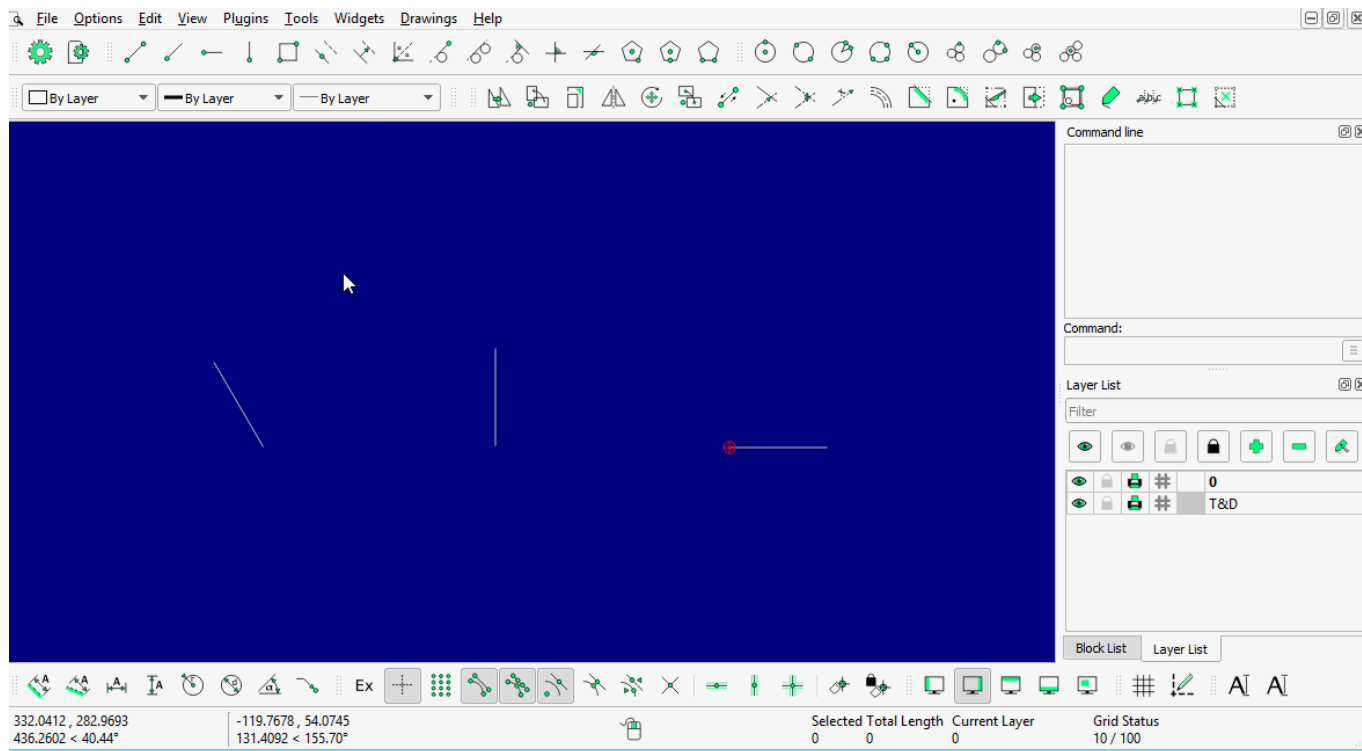 File Options Edit View Plugins Tools Widgets Drawings Help
By Layer By Layer By Layer
Command line
Command:
Layer List
Filter
0
T&D
Block List Layer List
Ex
332.0412 , 282.9693
436.2602 < 40.44°
-119.7678 , 54.0745
131.4092 < 155.70°
Selected Total Length Current Layer
0 0 0
Grid Status
10 / 100